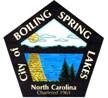 City of
BOILING SPRING
LAKES
North Carolina
Chartered 1961